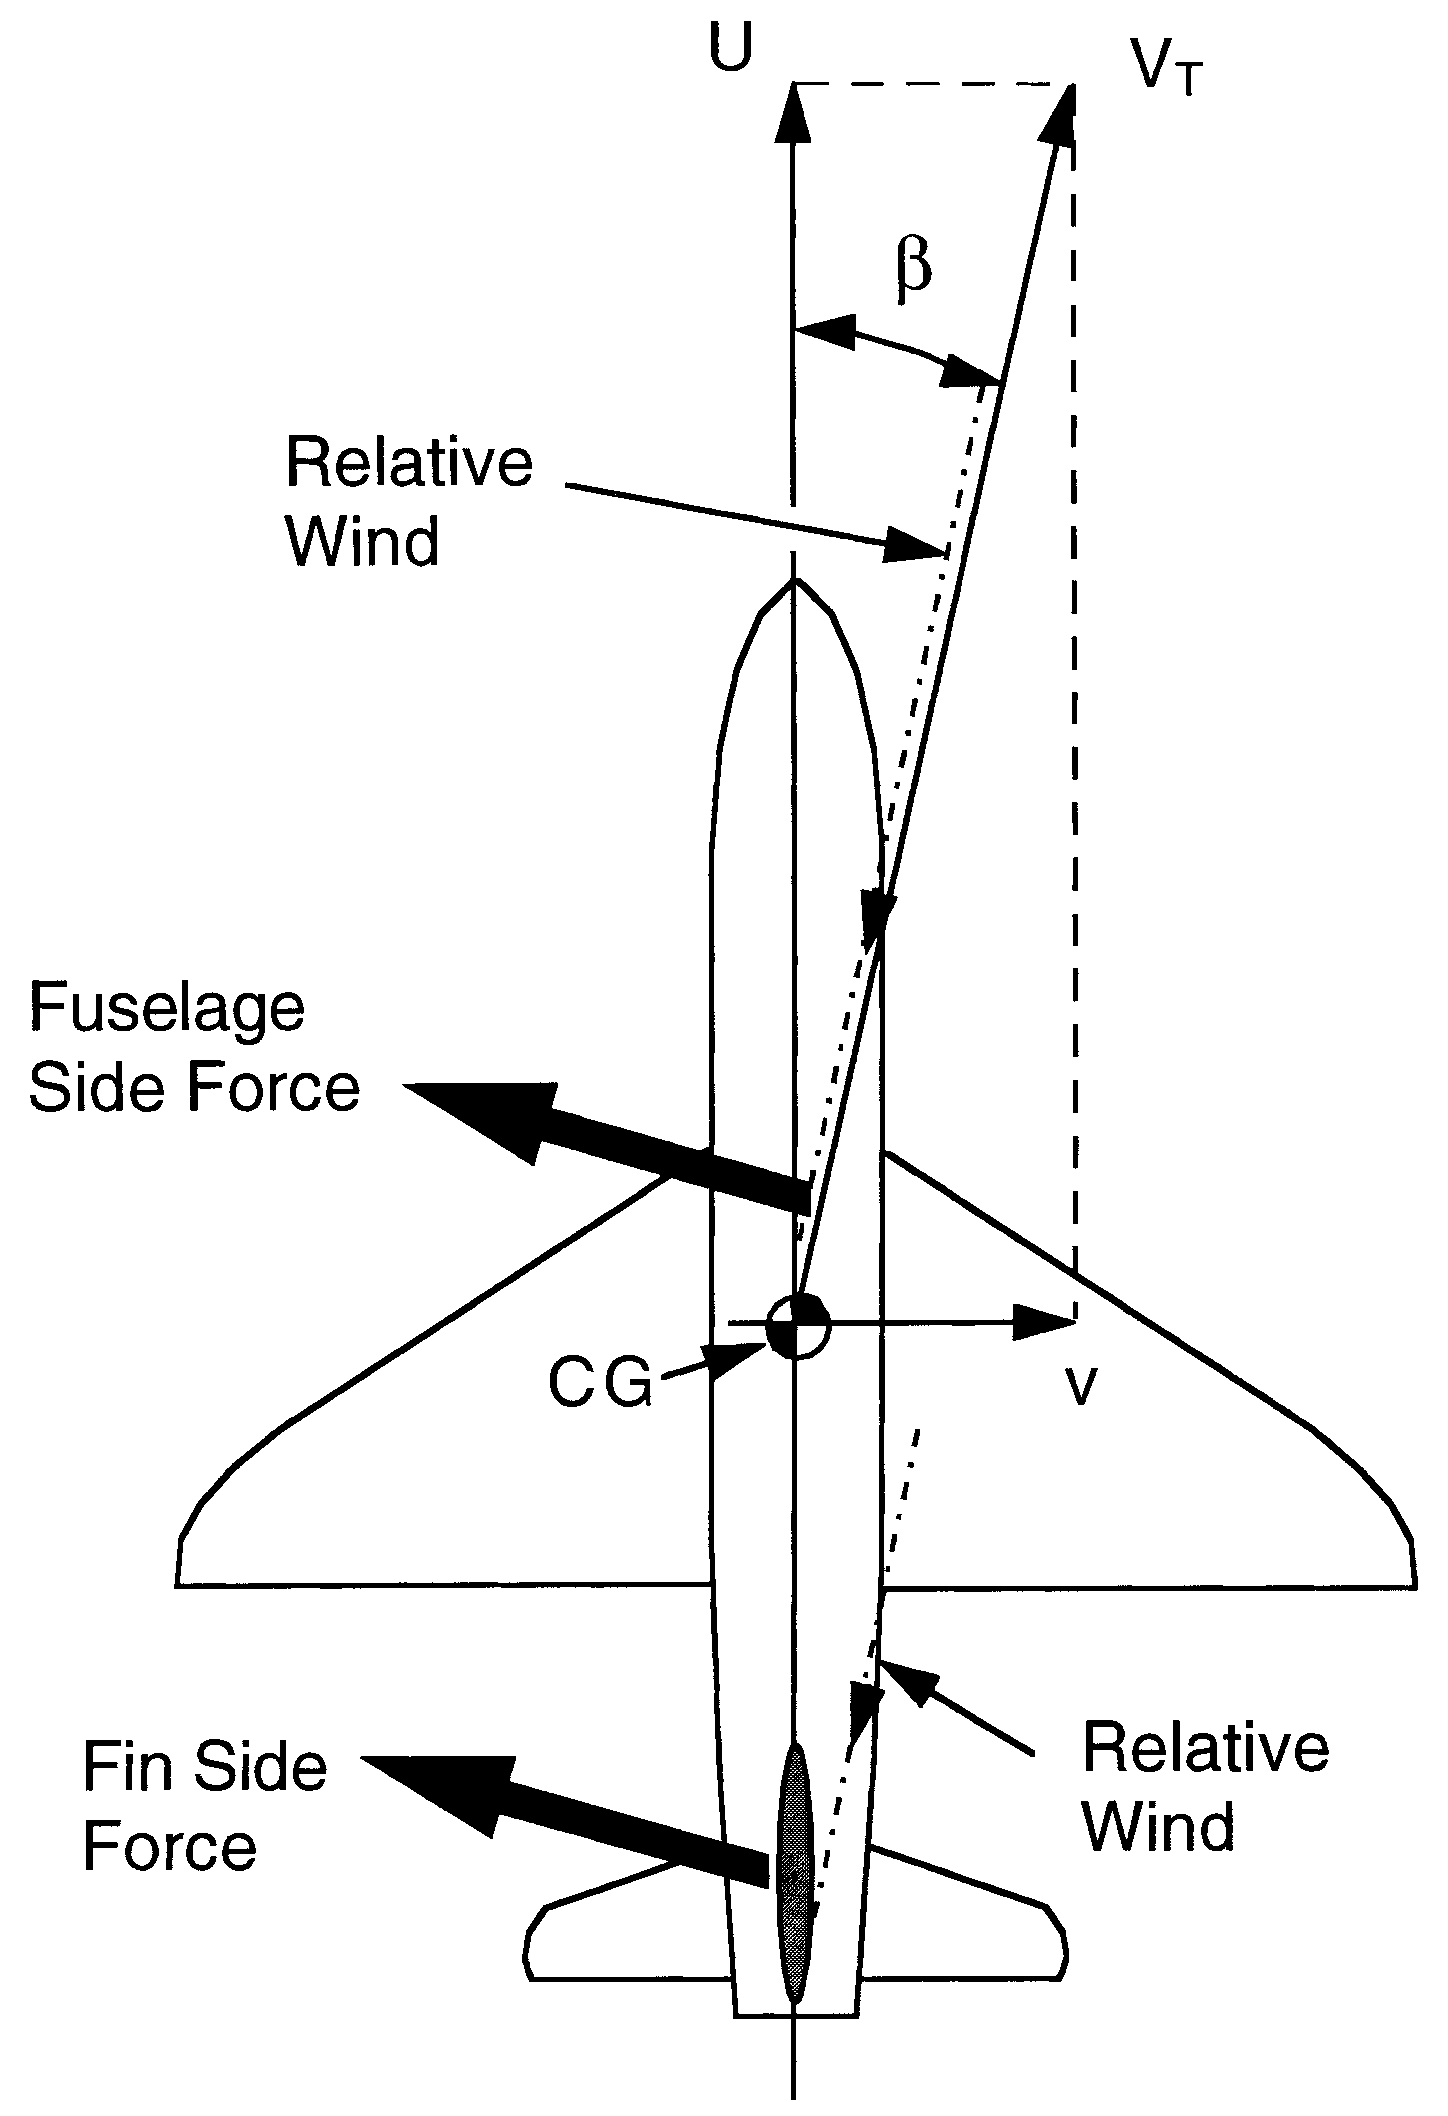 U
V_T
β
Relative
Wind
Fuselage
Side Force
CG
v
Relative
Wind
Fin Side
Force